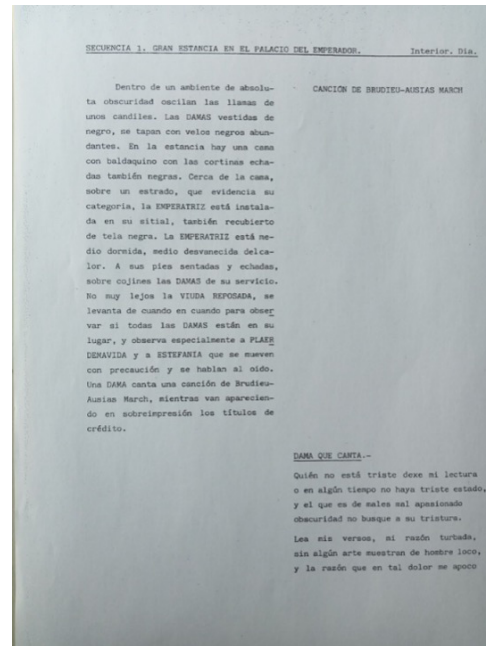 SECUENCIA 1. GRAN ESTANCIA EN EL PALACIO DEL EMPERADOR. Interior. Dia.
Dentro de un ambiente de absolu-
ta obscuridad oscilan las llamas de
unos candiles. Las DAMAS vestidas de
negro, se tapan con velos negros abun-
dantes. En la estancia hay una cama
con baldaquino con las cortinas echa-
das también negras. Cerca de la cama,
sobre un estrado, que evidencia su
categoría, la EMPERATRIZ está instala-
da en su sitial, también recubierto
de tela negra. La EMPERATRIZ está me-
dio dormida, medio desvanecida delca-
lor. A sus pies sentadas y echadas,
sobre cojines las DAMAS de su servicio.
No muy lejos la VIUDA REPOSADA, se
levanta de cuando en cuando para obser
var si todas las DAMAS están en su
lugar, y observa especialmente a PLAER
DEMAVIDA y a ESTEFANIA que se mueven
con precaución y se hablan al oído.
Una DAMA canta una canción de Brudieu-
Ausias March, mientras van aparecien-
do en sobreimpresión los títulos de
crédito.
CANCIÓN DE BRUDIEU-AUSIAS MARCH
DAMA QUE CANTA.-
Quién no está triste dexe mi lectura
o en algún tiempo no haya triste estado,
y el que es de males mal apasionado
obscuridad no busque a su tristura.
Lea mis versos, mi razón turbada,
sin algún arte muestran de hombre loco,
y la razón que en tal dolor me apoco